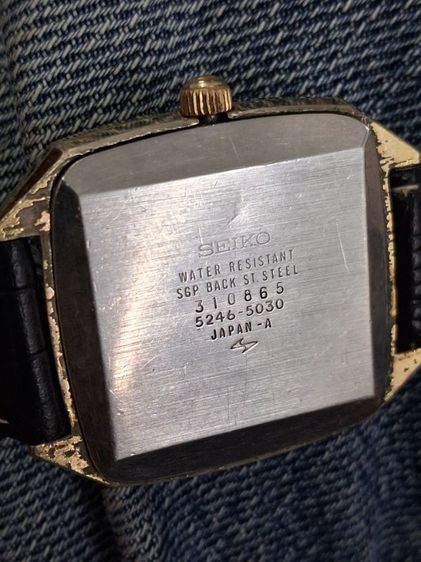 SEIKO
WATER RESISTANT
SGP BACK ST. STEEL
310865
5246-5030
JAPAN-A